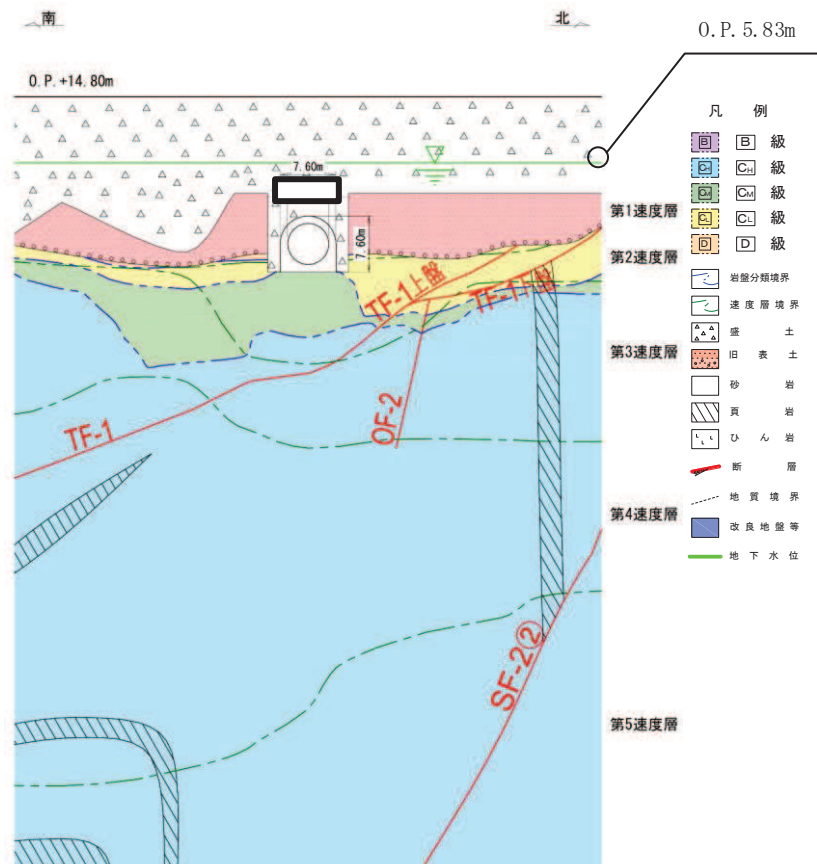 南
北
O.P.5.83m
O.P.+14.80m
7.60m
7.60m
TF-1上盤
TF-1下盤
TF-1
OF-2
SF-2②
第1速度層
第2速度層
第3速度層
第4速度層
第5速度層
凡 例
B B 級
CH CH 級
CM CM 級
CL CL 級
D D 級
岩盤分類境界
速度層境界
盛土
旧表土
砂岩
頁岩
ひん岩
断層
地質境界
改良地盤等
地下水位